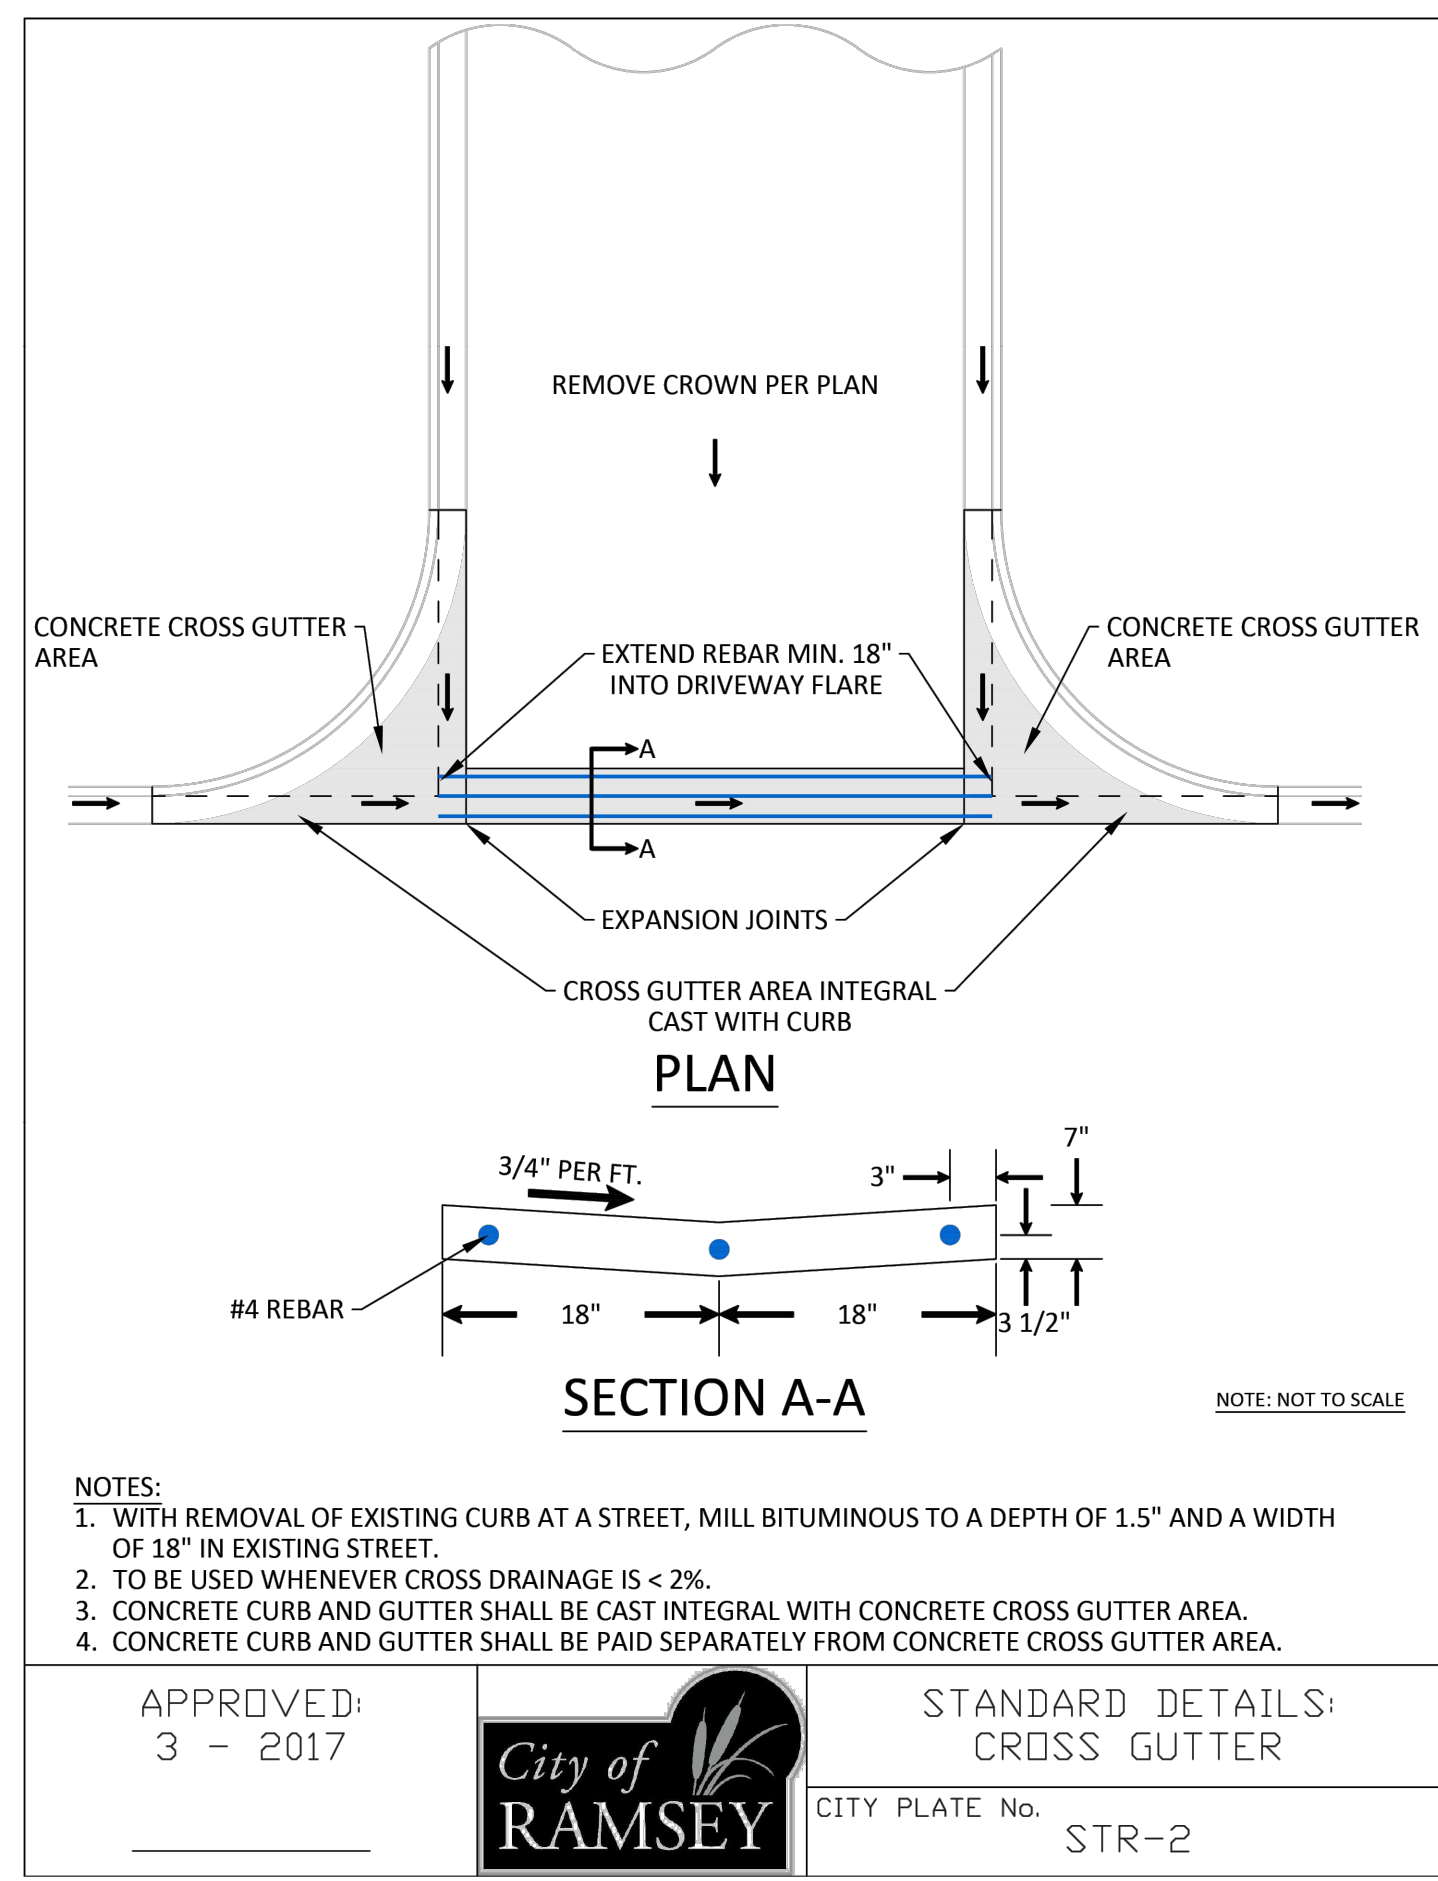 REMOVE CROWN PER PLAN
CONCRETE CROSS GUTTER
AREA
EXTEND REBAR MIN. 18"
INTO DRIVEWAY FLARE
CONCRETE CROSS GUTTER
AREA
A
A
EXPANSION JOINTS
CROSS GUTTER AREA INTEGRAL
CAST WITH CURB
PLAN
3/4" PER FT.
3"
7"
#4 REBAR
18"
18"
3 1/2"
SECTION A-A
NOTE: NOT TO SCALE
NOTES:
1. WITH REMOVAL OF EXISTING CURB AT A STREET, MILL BITUMINOUS TO A DEPTH OF 1.5" AND A WIDTH
OF 18" IN EXISTING STREET.
2. TO BE USED WHENEVER CROSS DRAINAGE IS < 2%.
3. CONCRETE CURB AND GUTTER SHALL BE CAST INTEGRAL WITH CONCRETE CROSS GUTTER AREA.
4. CONCRETE CURB AND GUTTER SHALL BE PAID SEPARATELY FROM CONCRETE CROSS GUTTER AREA.
APPROVED:
3 - 2017
City of
RAMSEY
STANDARD DETAILS:
CROSS GUTTER
CITY PLATE No.
STR-2